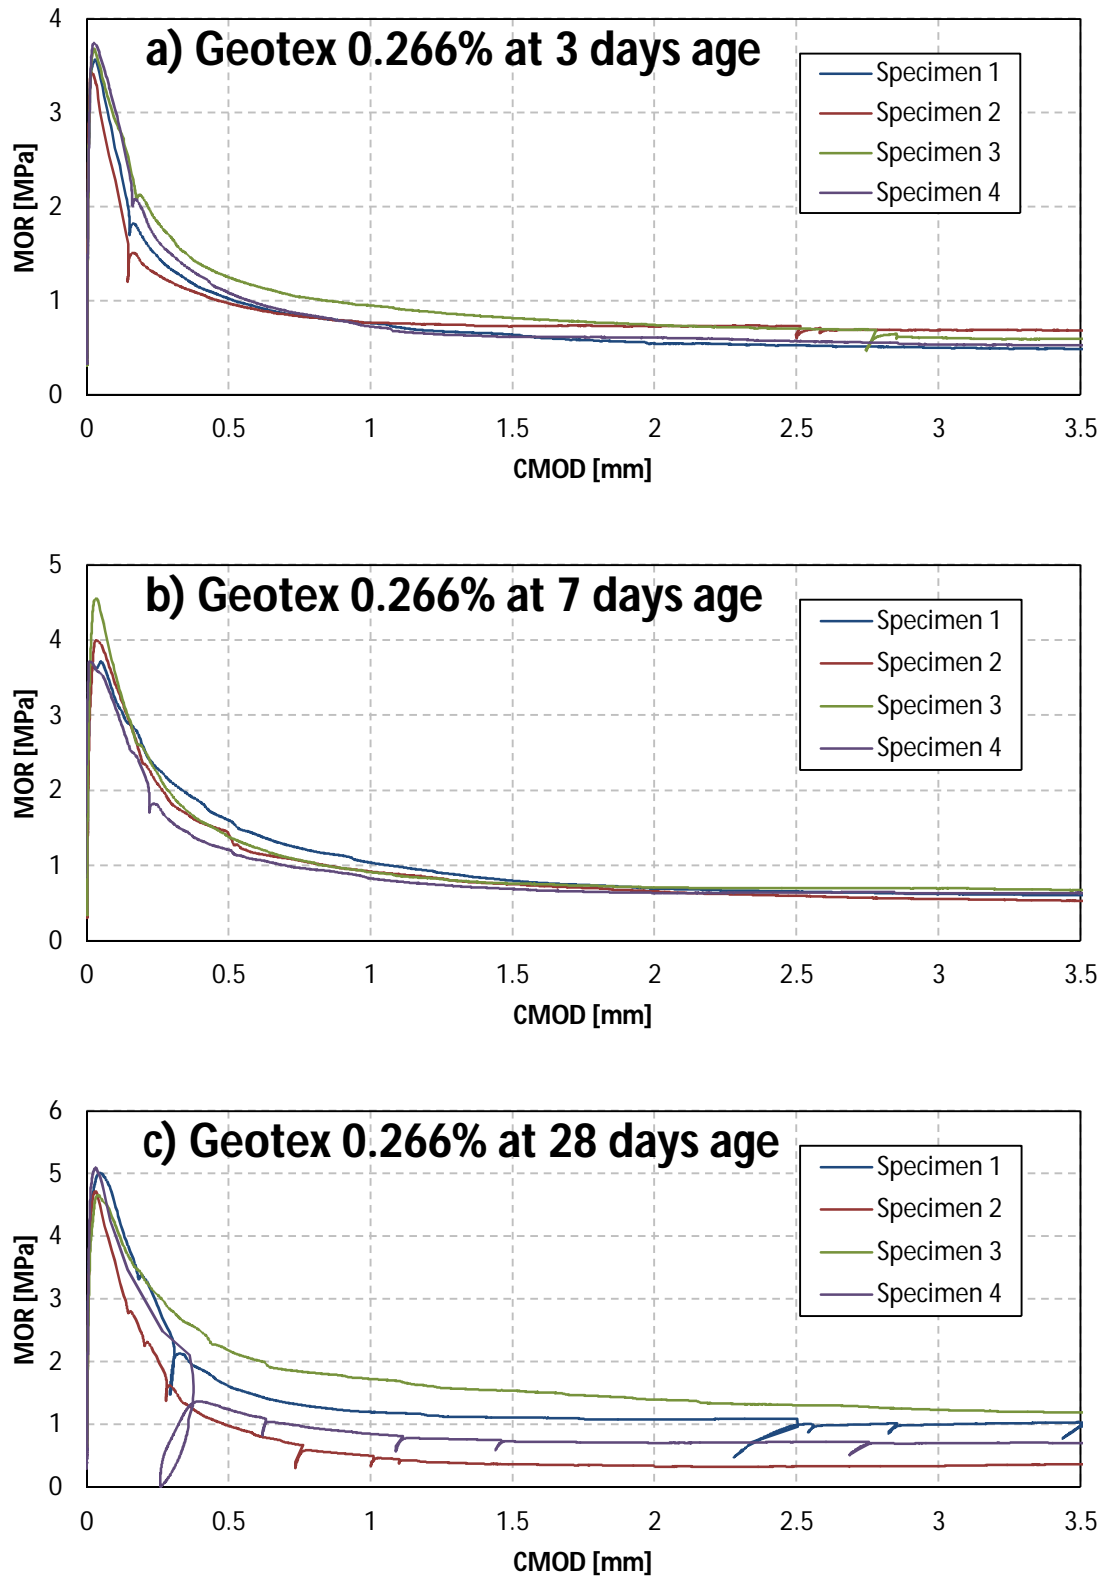 a) Geotex 0.266% at 3 days age
4
3
2
1
0
MOR [MPa]
Specimen 1
Specimen 2
Specimen 3
Specimen 4
0 0.5 1 1.5 2 2.5 3 3.5
CMOD [mm]
b) Geotex 0.266% at 7 days age
5
4
3
2
1
0
MOR [MPa]
Specimen 1
Specimen 2
Specimen 3
Specimen 4
0 0.5 1 1.5 2 2.5 3 3.5
CMOD [mm]
c) Geotex 0.266% at 28 days age
6
5
4
3
2
1
0
MOR [MPa]
Specimen 1
Specimen 2
Specimen 3
Specimen 4
0 0.5 1 1.5 2 2.5 3 3.5
CMOD [mm]